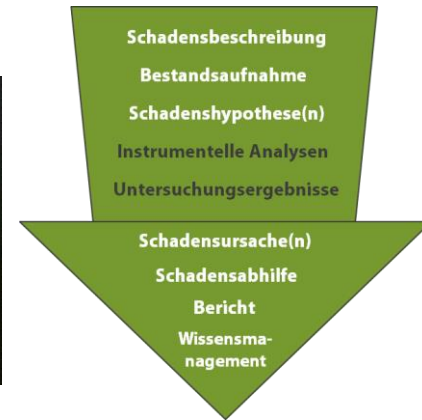 Schadensbeschreibung
Bestandsaufnahme
Schadenshypothese(n)
Instrumentelle Analysen
Untersuchungsergebnisse
Schadensursache(n)
Schadensabhilfe
Bericht
Wissensma-
nagement